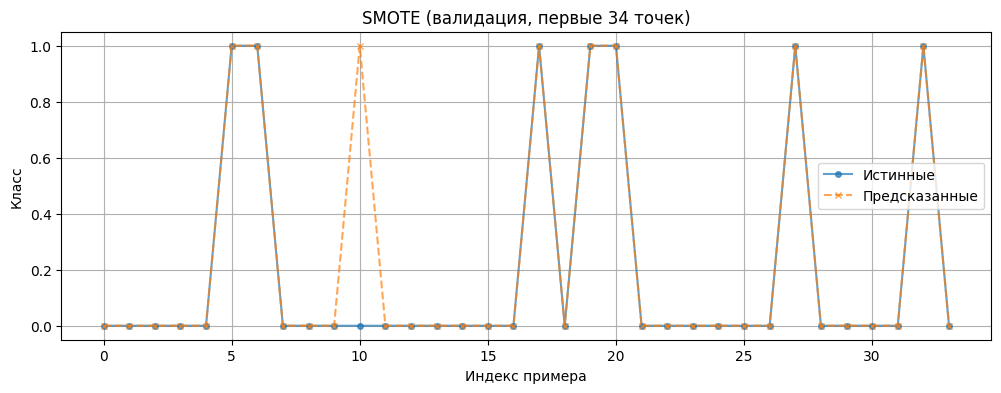 SMOTE (валидация, первые 34 точек)
1.0
0.8
0.6
0.4
0.2
0.0
Класс
Истинные
Предсказанные
0 5 10 15 20 25 30
Индекс примера